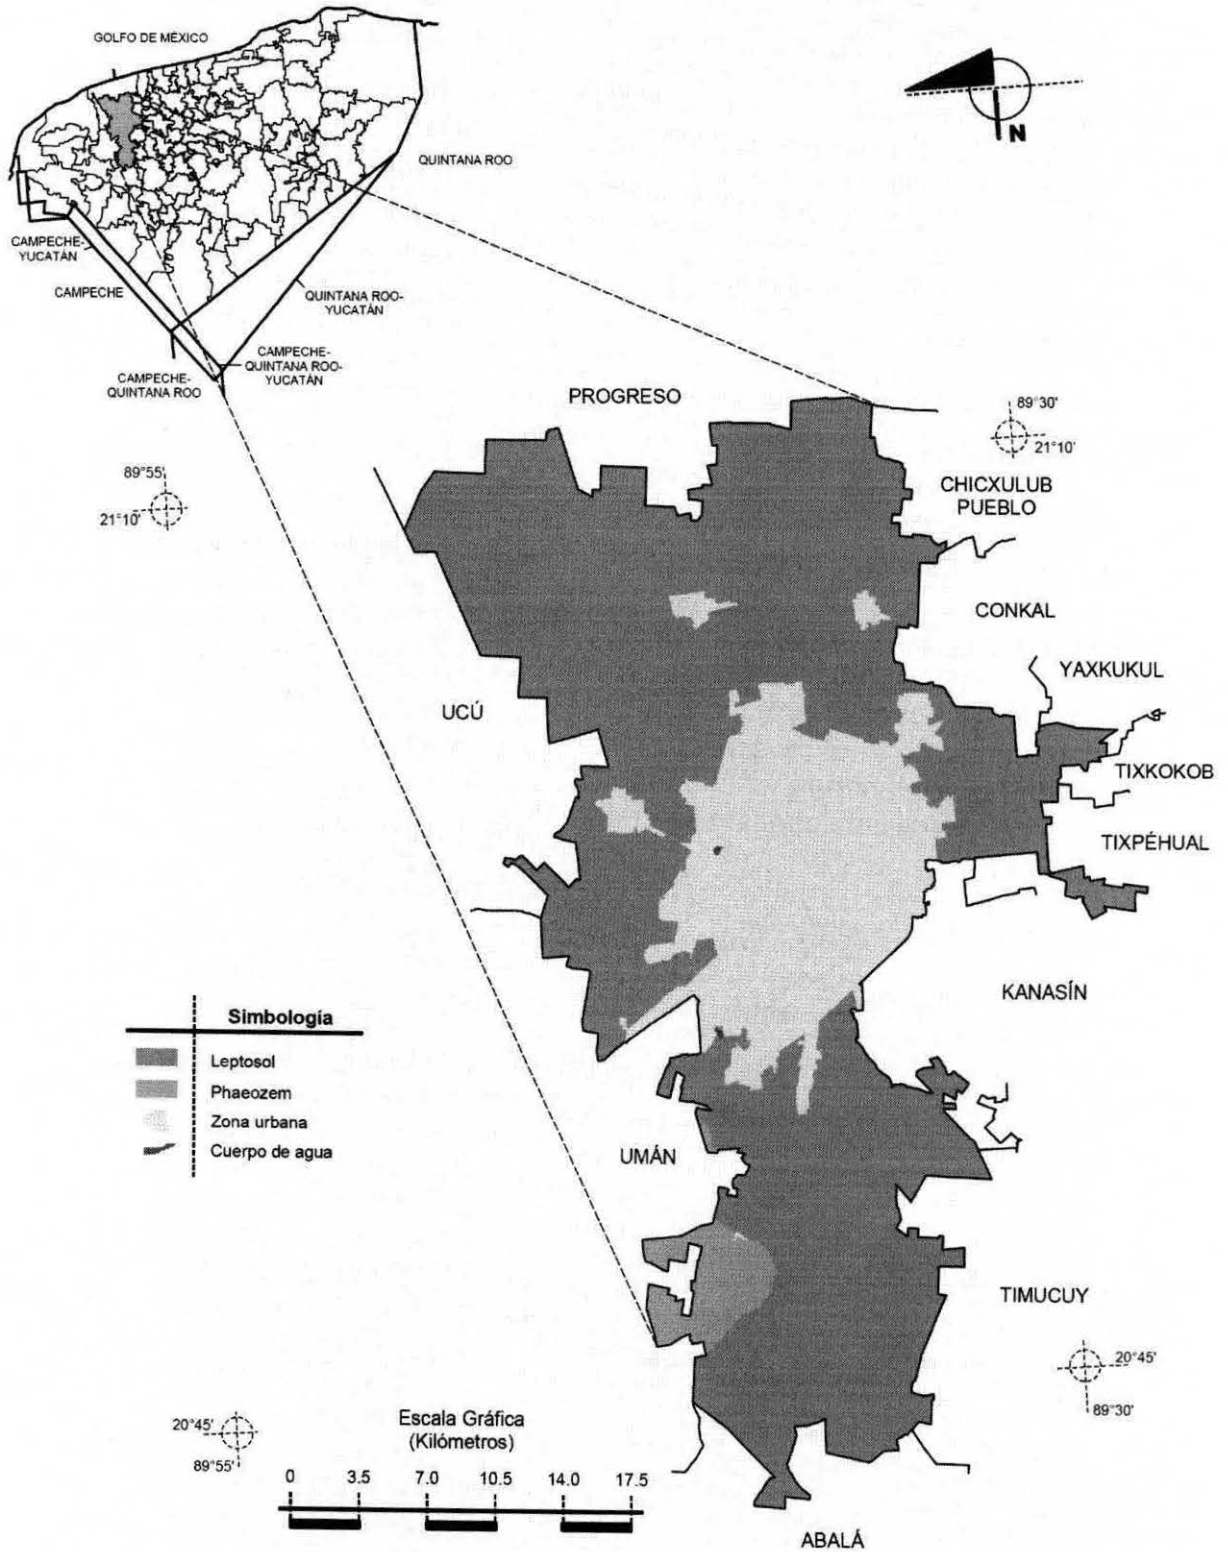 GOLFO DE MÉXICO
N
QUINTANA ROO
CAMPECHE-
YUCATÁN
CAMPECHE
QUINTANA ROO-
YUCATÁN
CAMPECHE-
QUINTANA ROO-
YUCATÁN
CAMPECHE-
QUINTANA ROO
PROGRESO
89°30'
21°10'
89°55'
21°10'
CHICXULUB
PUEBLO
CONKAL
YAXKUKUL
UCÚ
TIXKOKOB
TIXPÉHUAL
KANASÍN
Simbología
Leptosol
Phaeozem
Zona urbana
Cuerpo de agua
UMÁN
TIMUCUY
20°45'
89°30'
20°45'
89°55'
Escala Gráfica
(Kilómetros)
0 3.5 7.0 10.5 14.0 17.5
ABALÁ